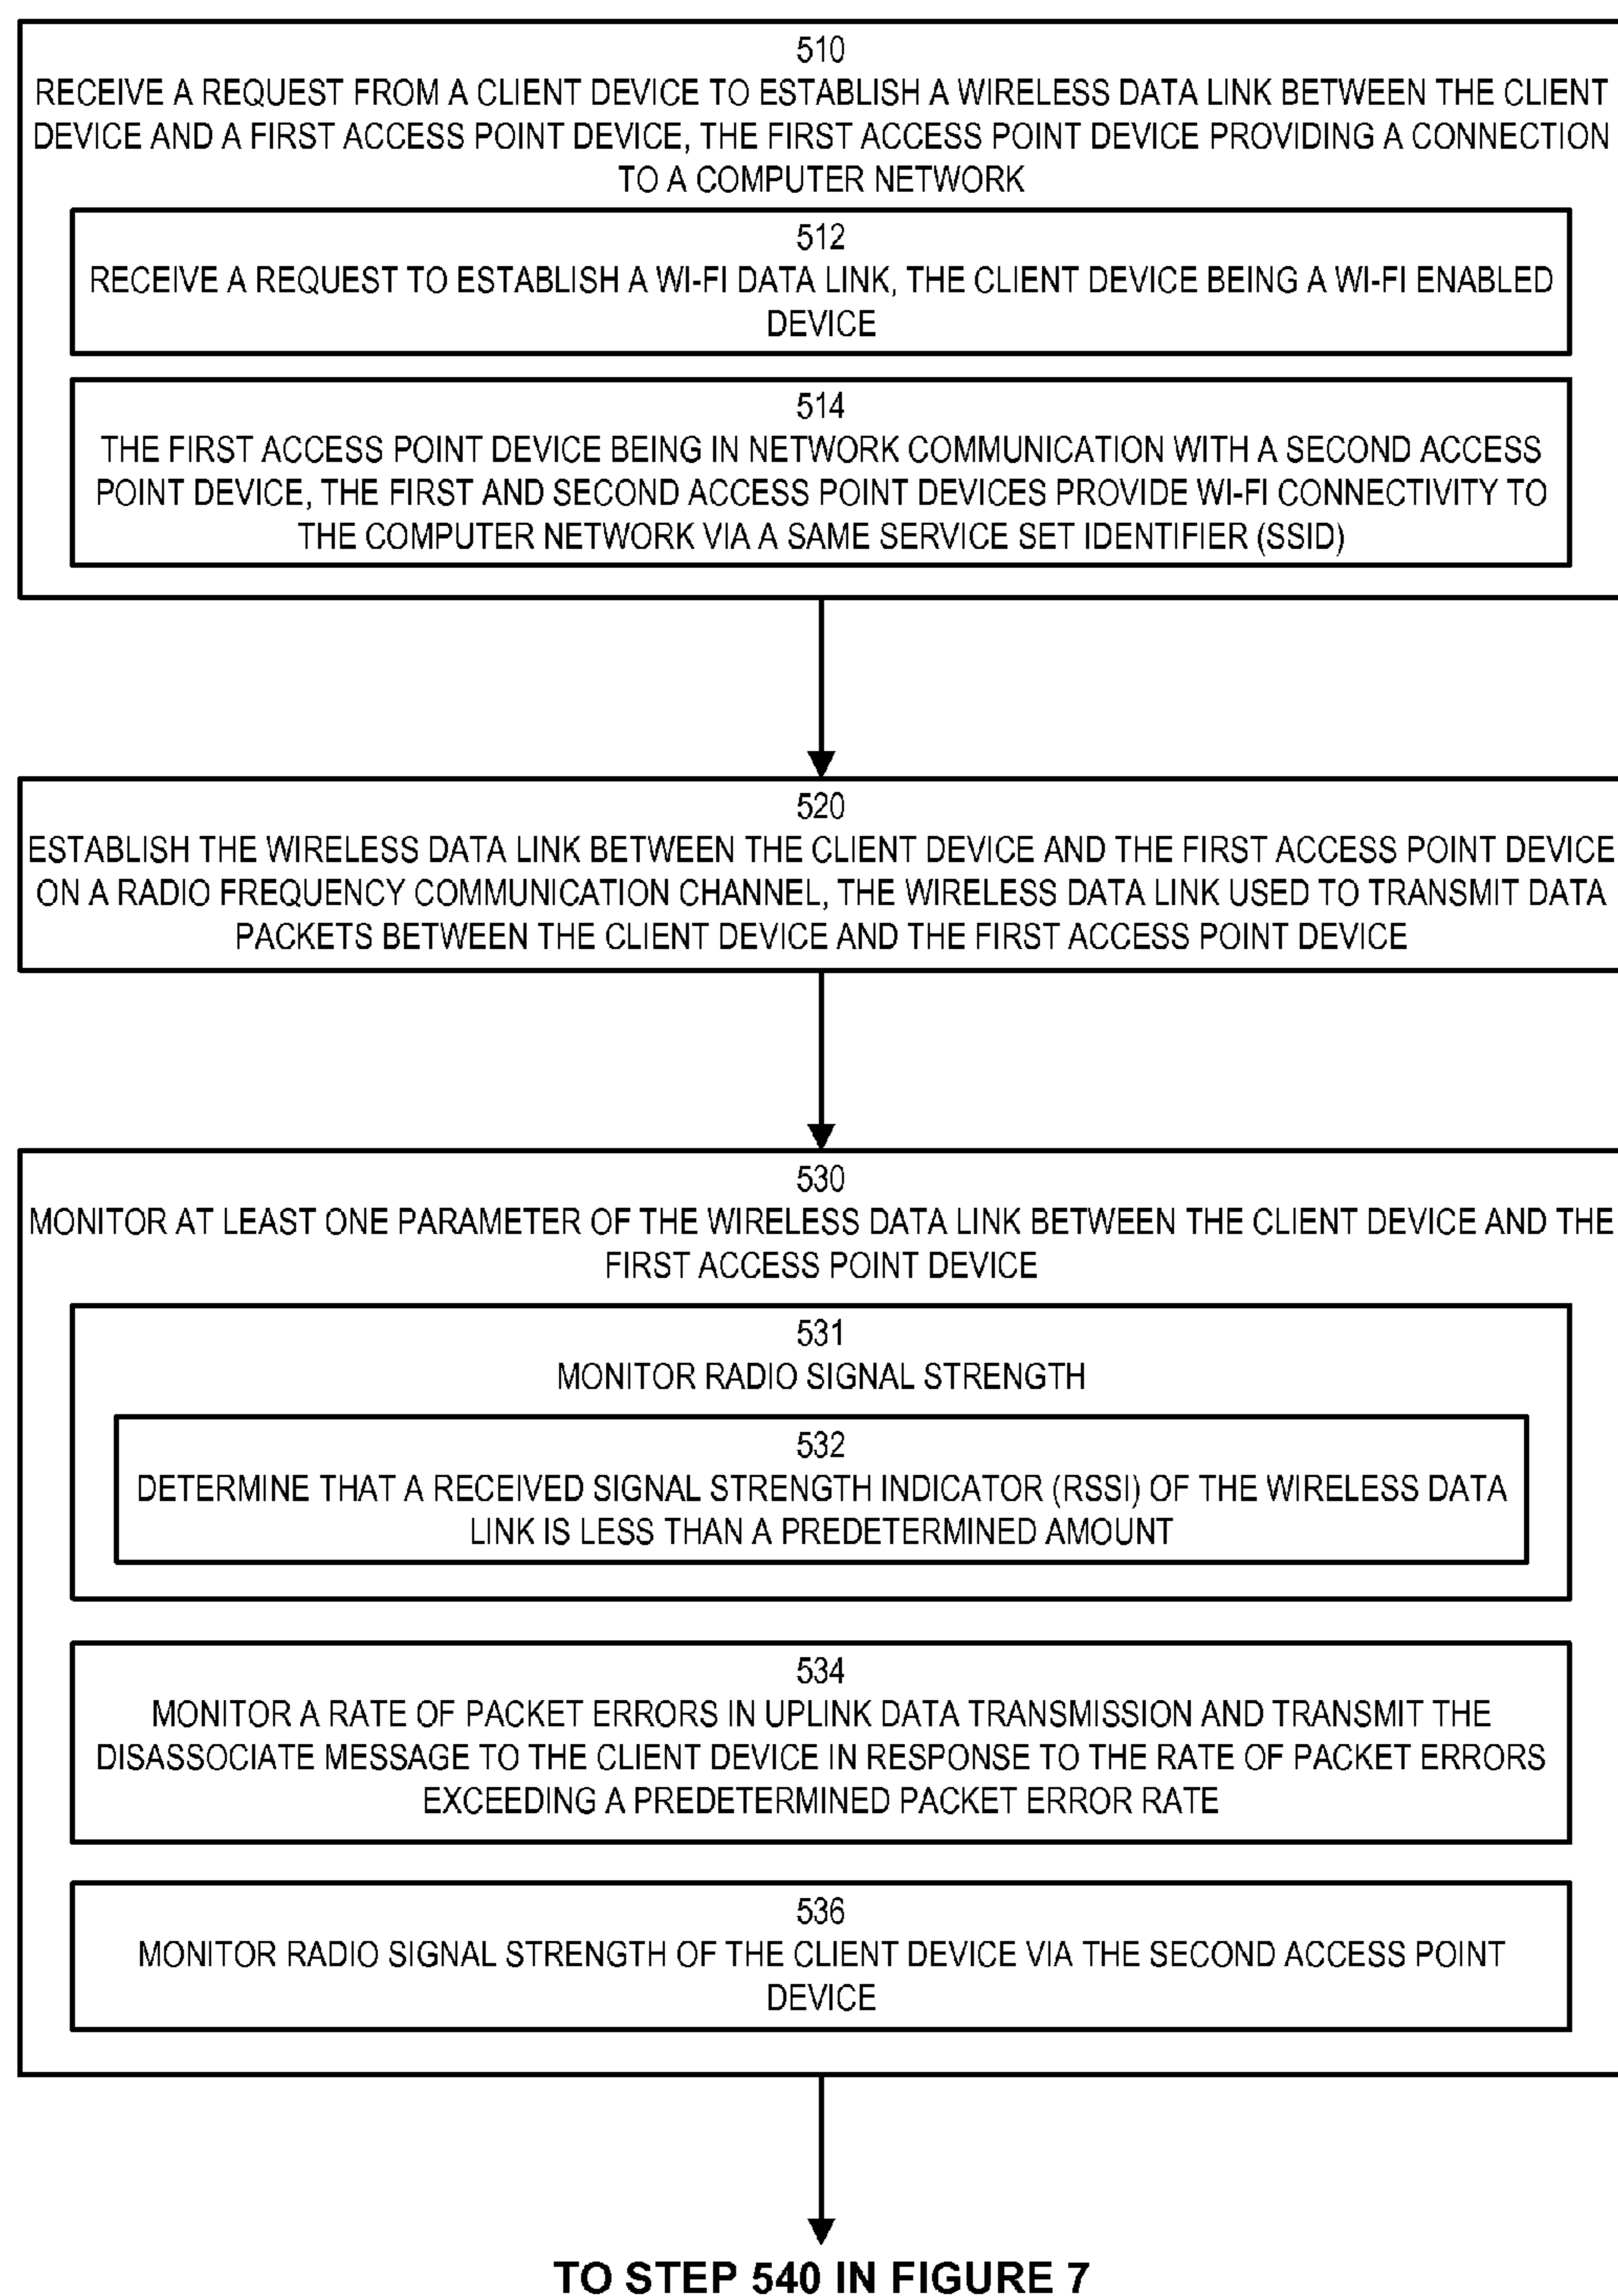 510
RECEIVE A REQUEST FROM A CLIENT DEVICE TO ESTABLISH A WIRELESS DATA LINK BETWEEN THE CLIENT
DEVICE AND A FIRST ACCESS POINT DEVICE, THE FIRST ACCESS POINT DEVICE PROVIDING A CONNECTION
TO A COMPUTER NETWORK
512
RECEIVE A REQUEST TO ESTABLISH A WI-FI DATA LINK, THE CLIENT DEVICE BEING A WI-FI ENABLED
DEVICE
514
THE FIRST ACCESS POINT DEVICE BEING IN NETWORK COMMUNICATION WITH A SECOND ACCESS
POINT DEVICE, THE FIRST AND SECOND ACCESS POINT DEVICES PROVIDE WI-FI CONNECTIVITY TO
THE COMPUTER NETWORK VIA A SAME SERVICE SET IDENTIFIER (SSID)
520
ESTABLISH THE WIRELESS DATA LINK BETWEEN THE CLIENT DEVICE AND THE FIRST ACCESS POINT DEVICE
ON A RADIO FREQUENCY COMMUNICATION CHANNEL, THE WIRELESS DATA LINK USED TO TRANSMIT DATA
PACKETS BETWEEN THE CLIENT DEVICE AND THE FIRST ACCESS POINT DEVICE
530
MONITOR AT LEAST ONE PARAMETER OF THE WIRELESS DATA LINK BETWEEN THE CLIENT DEVICE AND THE
FIRST ACCESS POINT DEVICE
531
MONITOR RADIO SIGNAL STRENGTH
532
DETERMINE THAT A RECEIVED SIGNAL STRENGTH INDICATOR (RSSI) OF THE WIRELESS DATA
LINK IS LESS THAN A PREDETERMINED AMOUNT
534
MONITOR A RATE OF PACKET ERRORS IN UPLINK DATA TRANSMISSION AND TRANSMIT THE
DISASSOCIATE MESSAGE TO THE CLIENT DEVICE IN RESPONSE TO THE RATE OF PACKET ERRORS
EXCEEDING A PREDETERMINED PACKET ERROR RATE
536
MONITOR RADIO SIGNAL STRENGTH OF THE CLIENT DEVICE VIA THE SECOND ACCESS POINT
DEVICE
TO STEP 540 IN FIGURE 7